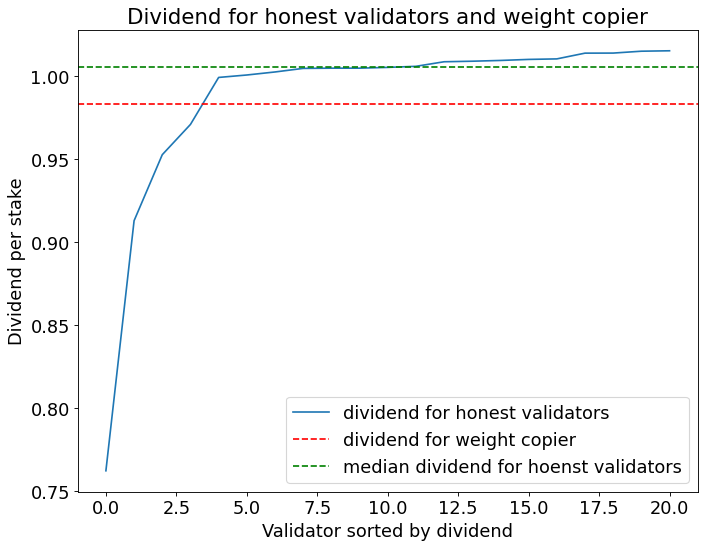 Dividend for honest validators and weight copier
Dividend per stake
1.00
0.95
0.90
0.85
0.80
0.75
dividend for honest validators
dividend for weight copier
median dividend for hoenst validators
0.0 2.5 5.0 7.5 10.0 12.5 15.0 17.5 20.0
Validator sorted by dividend